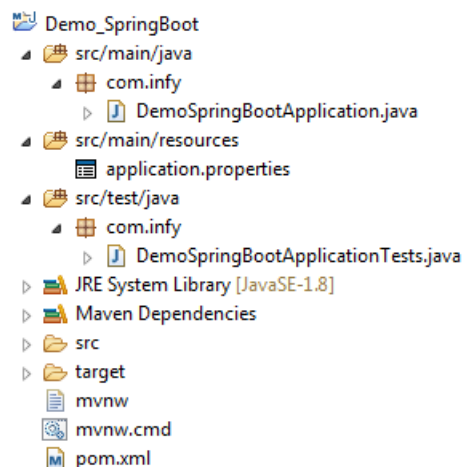 Demo_SpringBoot
src/main/java
com.infy
DemoSpringBootApplication.java
src/main/resources
application.properties
src/test/java
com.infy
DemoSpringBootApplicationTests.java
JRE System Library [JavaSE-1.8]
Maven Dependencies
src
target
mvnw
mvnw.cmd
pom.xml